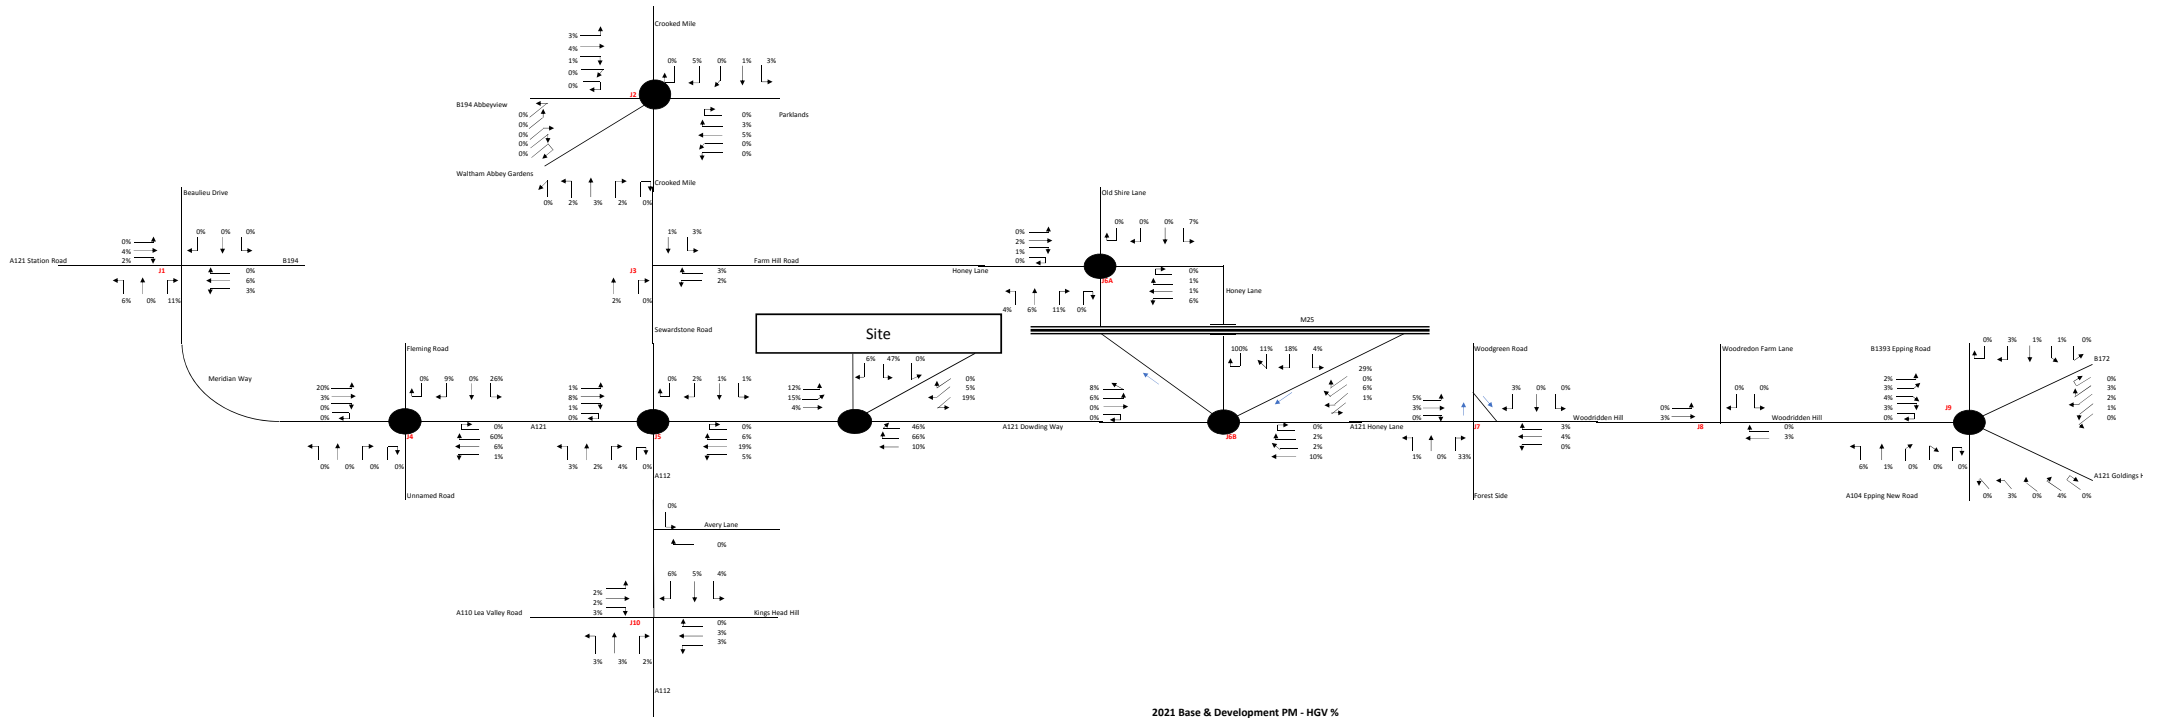 Crooked Mile
3%
4%
1%
0%
0%
0% 5% 0% 1% 3%
J2
B194 Abbeyview
Parklands
0%
0%
0%
0%
0%
0%
3%
5%
0%
0%
Waltham Abbey Gardens
Crooked Mile
0% 2% 3% 2% 0%
Beaulieu Drive
0% 0% 0%
0%
4%
2%
A121 Station Road
B194
J1
0%
6%
3%
6% 0% 11%
1% 3%
J3
Farm Hill Road
3%
2%
2% 0%
Sewardstone Road
Old Shire Lane
0% 0% 0% 7%
0%
2%
1%
0%
Honey Lane
J6A
0%
1%
1%
6%
4% 6% 11% 0%
Honey Lane
M25
Site
6% 47% 0%
0%
5%
19%
12%
15%
4%
46%
66%
10%
A121 Dowding Way
Meridian Way
Fleming Road
0% 9% 0% 26%
20%
3%
0%
0%
J4
0%
60%
6%
1%
0% 0% 0% 0%
Unnamed Road
A121
1%
8%
1%
0%
0% 2% 1% 1%
J5
0%
6%
19%
5%
3% 2% 4% 0%
A112
100% 11% 18% 4%
29%
0%
6%
1%
8%
6%
0%
0%
J6B
0%
2%
2%
10%
A121 Honey Lane
Woodgreen Road
3% 0% 0%
5%
3%
0%
J7
Woodridden Hill
3%
4%
0%
1% 0% 33%
Forest Side
Woodredon Farm Lane
0% 0%
0%
3%
J8
Woodridden Hill
0%
3%
B1393 Epping Road
0% 3% 1% 1% 0%
B172
2%
3%
4%
3%
0%
J9
0%
3%
2%
1%
0%
6% 1% 0% 0% 0%
A121 Goldings H
A104 Epping New Road
0% 3% 0% 4% 0%
0%
Avery Lane
0%
6% 5% 4%
2%
2%
3%
A110 Lea Valley Road
Kings Head Hill
J10
0%
3%
3%
3% 3% 2%
A112
2021 Base & Development PM - HGV %